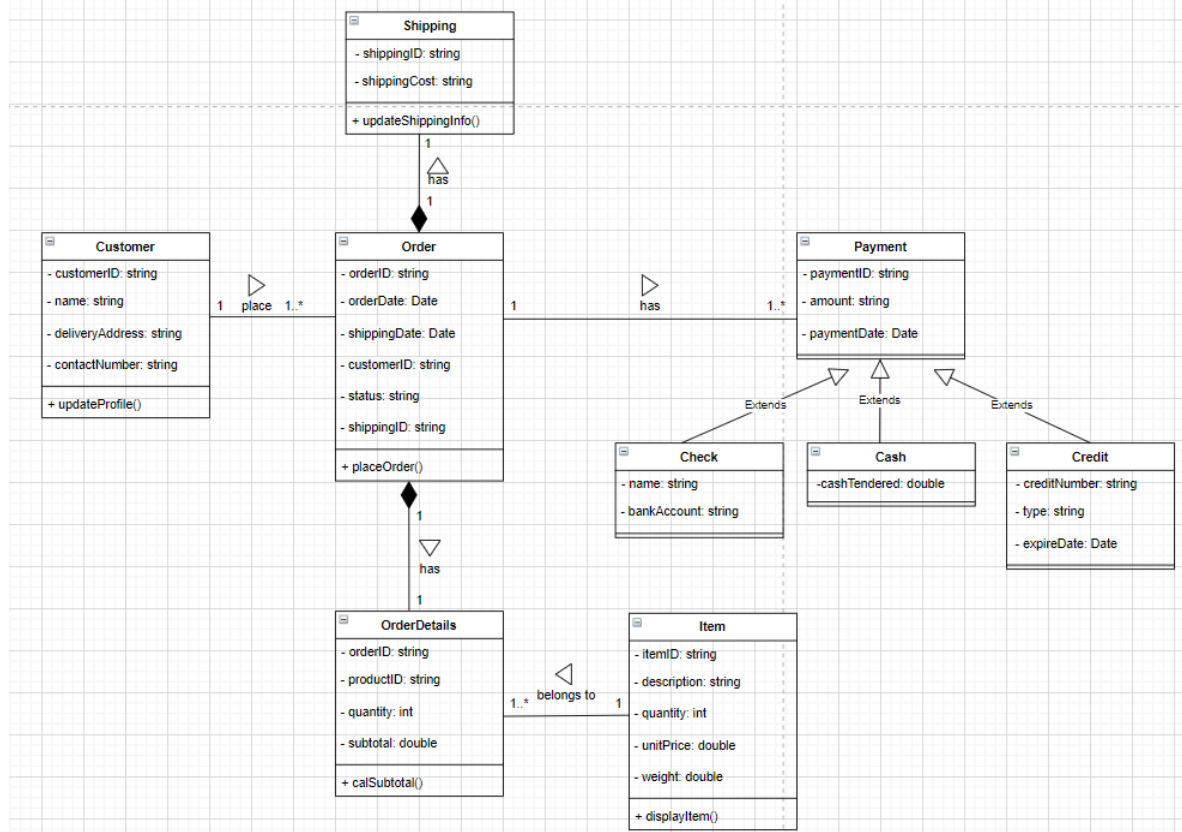 Shipping
- shippingID: string
- shippingCost: string
+ updateShippingInfo()
1
has
1
Customer
- customerID: string
- name: string
- deliveryAddress: string
- contactNumber: string
+ updateProfile()
1 place 1..*
Order
- orderID: string
- orderDate: Date
- shippingDate: Date
- customerID: string
- status: string
- shippingID: string
+ placeOrder()
1 has 1..*
Payment
- paymentID: string
- amount: string
- paymentDate: Date
Extends
Extends
Extends
Check
- name: string
- bankAccount: string
Cash
-cashTendered: double
Credit
- creditNumber: string
- type: string
- expireDate: Date
1
has
1
OrderDetails
- orderID: string
- productID: string
- quantity: int
- subtotal: double
+ calSubtotal()
1..* belongs to 1
Item
- itemID: string
- description: string
- quantity: int
- unitPrice: double
- weight: double
+ displayItem()